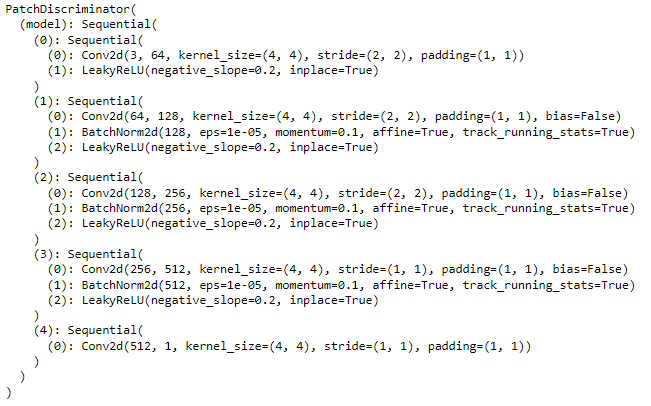 PatchDiscriminator(
  (model): Sequential(
    (0): Sequential(
      (0): Conv2d(3, 64, kernel_size=(4, 4), stride=(2, 2), padding=(1, 1))
      (1): LeakyReLU(negative_slope=0.2, inplace=True)
    )
    (1): Sequential(
      (0): Conv2d(64, 128, kernel_size=(4, 4), stride=(2, 2), padding=(1, 1), bias=False)
      (1): BatchNorm2d(128, eps=1e-05, momentum=0.1, affine=True, track_running_stats=True)
      (2): LeakyReLU(negative_slope=0.2, inplace=True)
    )
    (2): Sequential(
      (0): Conv2d(128, 256, kernel_size=(4, 4), stride=(2, 2), padding=(1, 1), bias=False)
      (1): BatchNorm2d(256, eps=1e-05, momentum=0.1, affine=True, track_running_stats=True)
      (2): LeakyReLU(negative_slope=0.2, inplace=True)
    )
    (3): Sequential(
      (0): Conv2d(256, 512, kernel_size=(4, 4), stride=(1, 1), padding=(1, 1), bias=False)
      (1): BatchNorm2d(512, eps=1e-05, momentum=0.1, affine=True, track_running_stats=True)
      (2): LeakyReLU(negative_slope=0.2, inplace=True)
    )
    (4): Sequential(
      (0): Conv2d(512, 1, kernel_size=(4, 4), stride=(1, 1), padding=(1, 1))
    )
  )
)